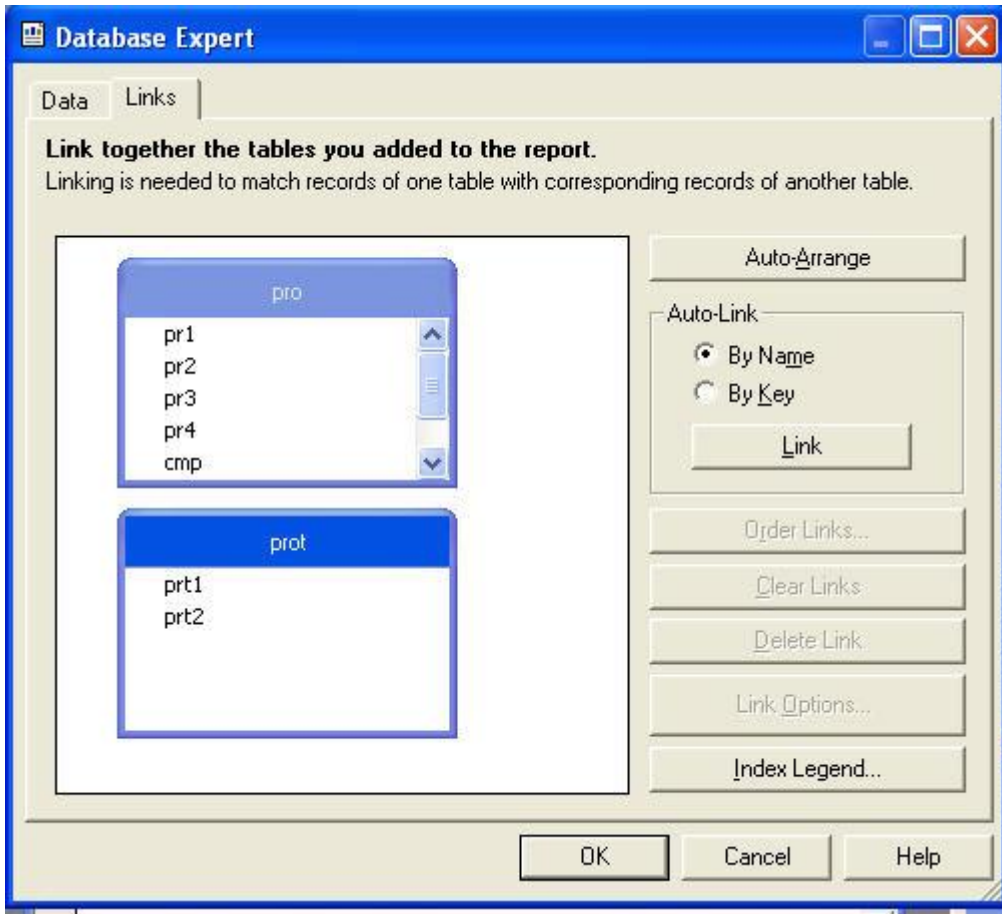 Database Expert
Data
Links
Link together the tables you added to the report.
Linking is needed to match records of one table with corresponding records of another table.
pro
pr1
pr2
pr3
pr4
cmp
prot
prt1
prt2
Auto-Arrange
Auto-Link
By Name
By Key
Link
Order Links...
Clear Links
Delete Link
Link Options...
Index Legend...
OK
Cancel
Help